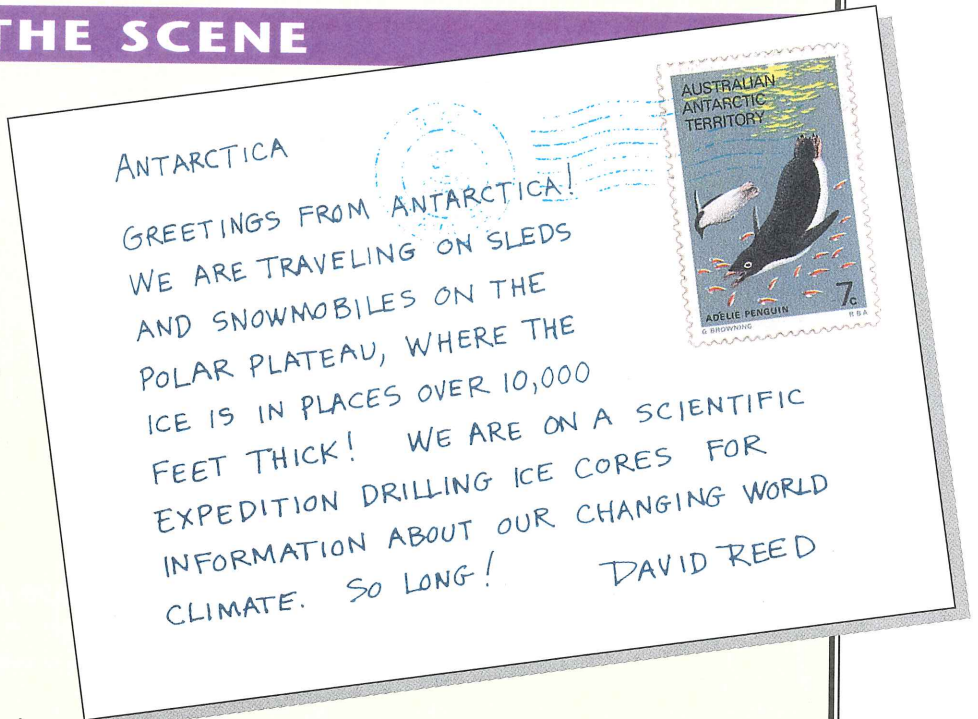 THE SCENE
ANTARCTICA
GREETINGS FROM ANTARCTICA!
WE ARE TRAVELING ON SLEDS
AND SNOWMOBILES ON THE
POLAR PLATEAU, WHERE THE
ICE IS IN PLACES OVER 10,000
FEET THICK! WE ARE ON A SCIENTIFIC
EXPEDITION DRILLING ICE CORES FOR
INFORMATION ABOUT OUR CHANGING WORLD
CLIMATE. SO LONG! DAVID REED
AUSTRALIAN
ANTARCTIC
TERRITORY
7c
ADELIE PENGUIN
G BROWNING RBA